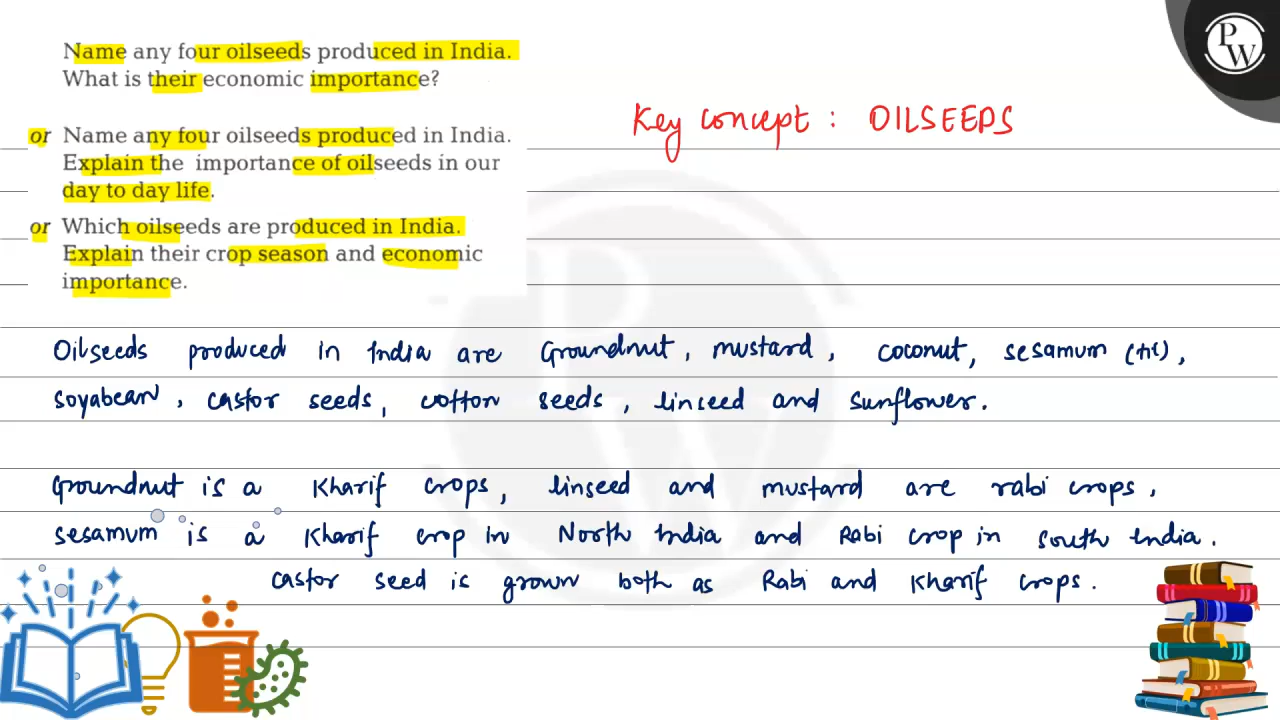 Name any four oilseeds produced in India.
What is their economic importance?
or Name any four oilseeds produced in India.
Explain the importance of oilseeds in our
day to day life.
or Which oilseeds are produced in India.
Explain their crop season and economic
importance.
PW
Key concept : OILSEEDS
Oilseeds produced in India are Groundnut, mustard, coconut, sesamum (til),
soyabean, castor seeds, cotton seeds, linseed and sunflower.
Groundnut is a Kharif crops, linseed and mustard are rabi crops,
sesamum is a Kharif crop in North India and Rabi crop in south India.
castor seed is grown both as Rabi and Kharif crops.